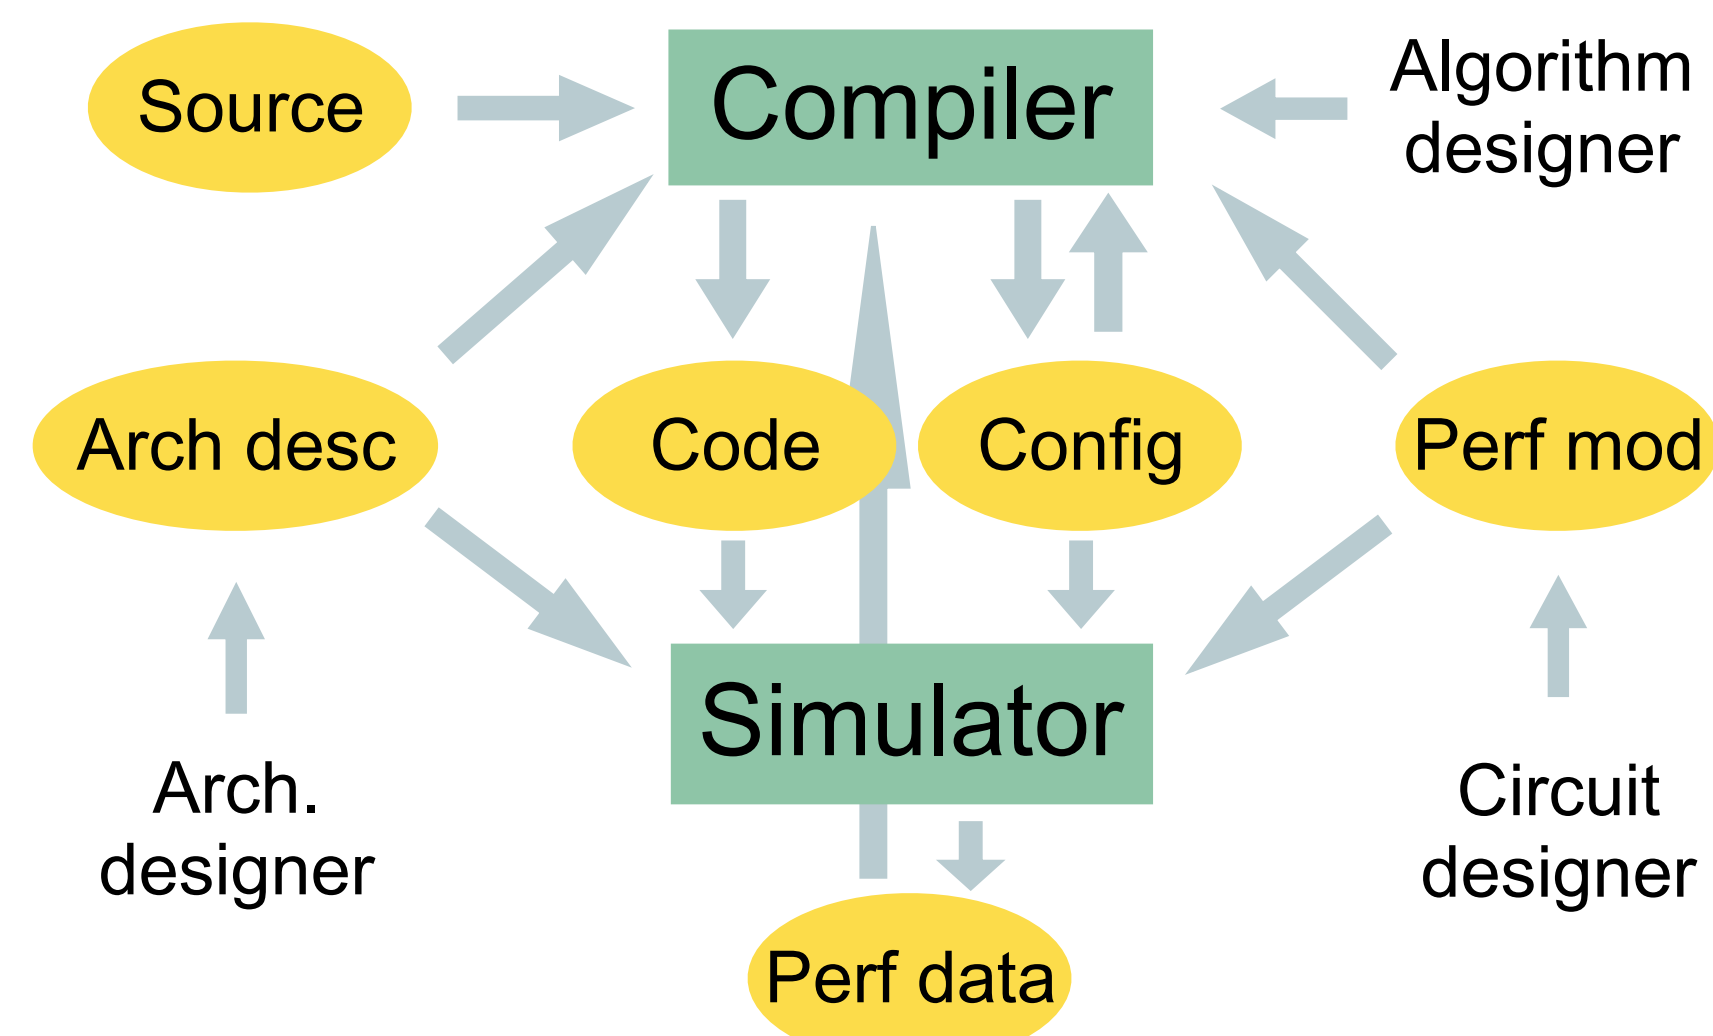 Source
Compiler
Algorithm
designer
Arch desc
Code
Config
Perf mod
Simulator
Arch.
designer
Circuit
designer
Perf data